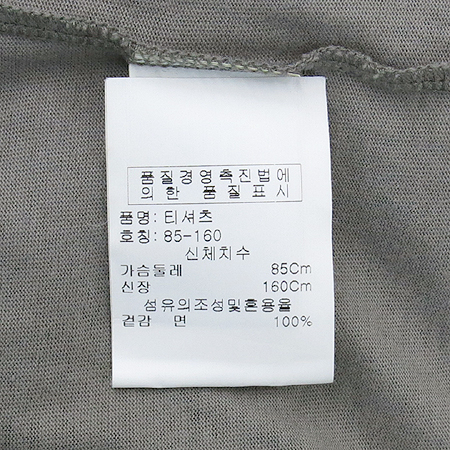 품질경영촉진법에
의한 품질표시
품명: 티셔츠
호칭: 85-160
신체치수
가슴둘레 85Cm
신장 160Cm
섬유의조성및혼용율
겉감 면 100%